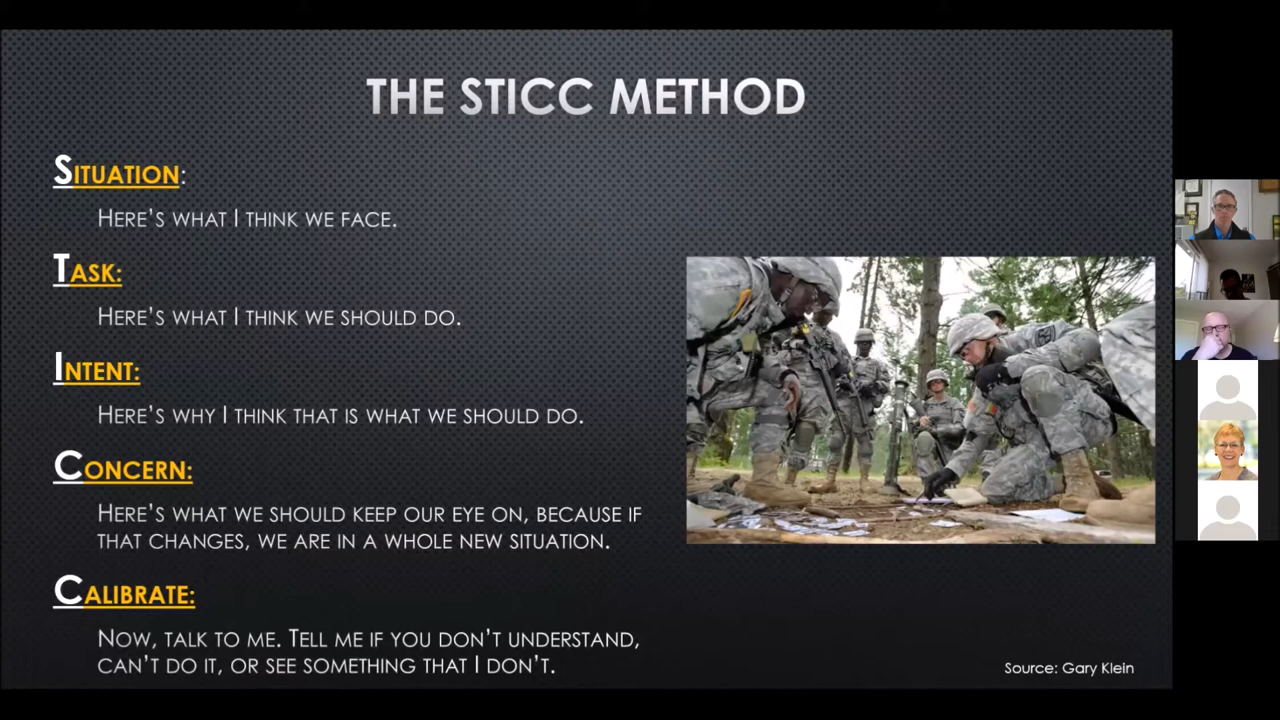 THE STICC METHOD
SITUATION:
HERE'S WHAT I THINK WE FACE.
TASK:
HERE'S WHAT I THINK WE SHOULD DO.
INTENT:
HERE'S WHY I THINK THAT IS WHAT WE SHOULD DO.
CONCERN:
HERE'S WHAT WE SHOULD KEEP OUR EYE ON, BECAUSE IF
THAT CHANGES, WE ARE IN A WHOLE NEW SITUATION.
CALIBRATE:
NOW, TALK TO ME. TELL ME IF YOU DON'T UNDERSTAND,
CAN'T DO IT, OR SEE SOMETHING THAT I DON'T.
Source: Gary Klein